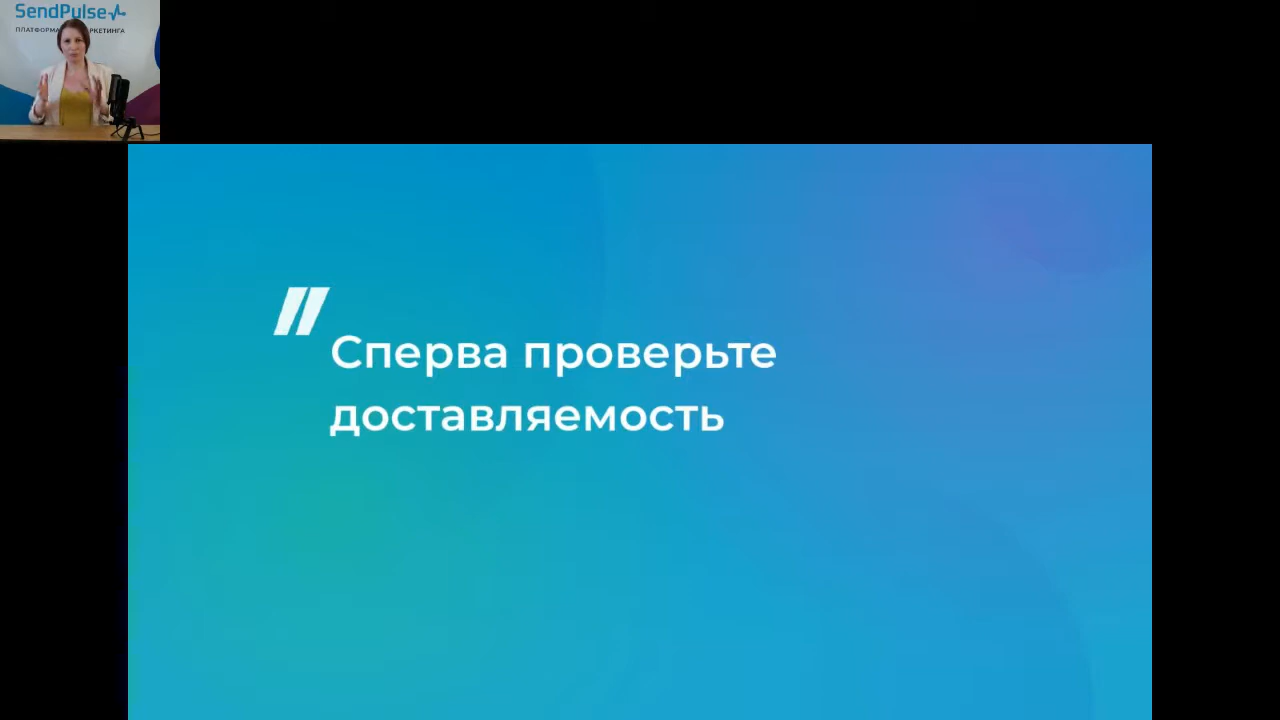 SendPulse
Сперва проверьте
доставляемость